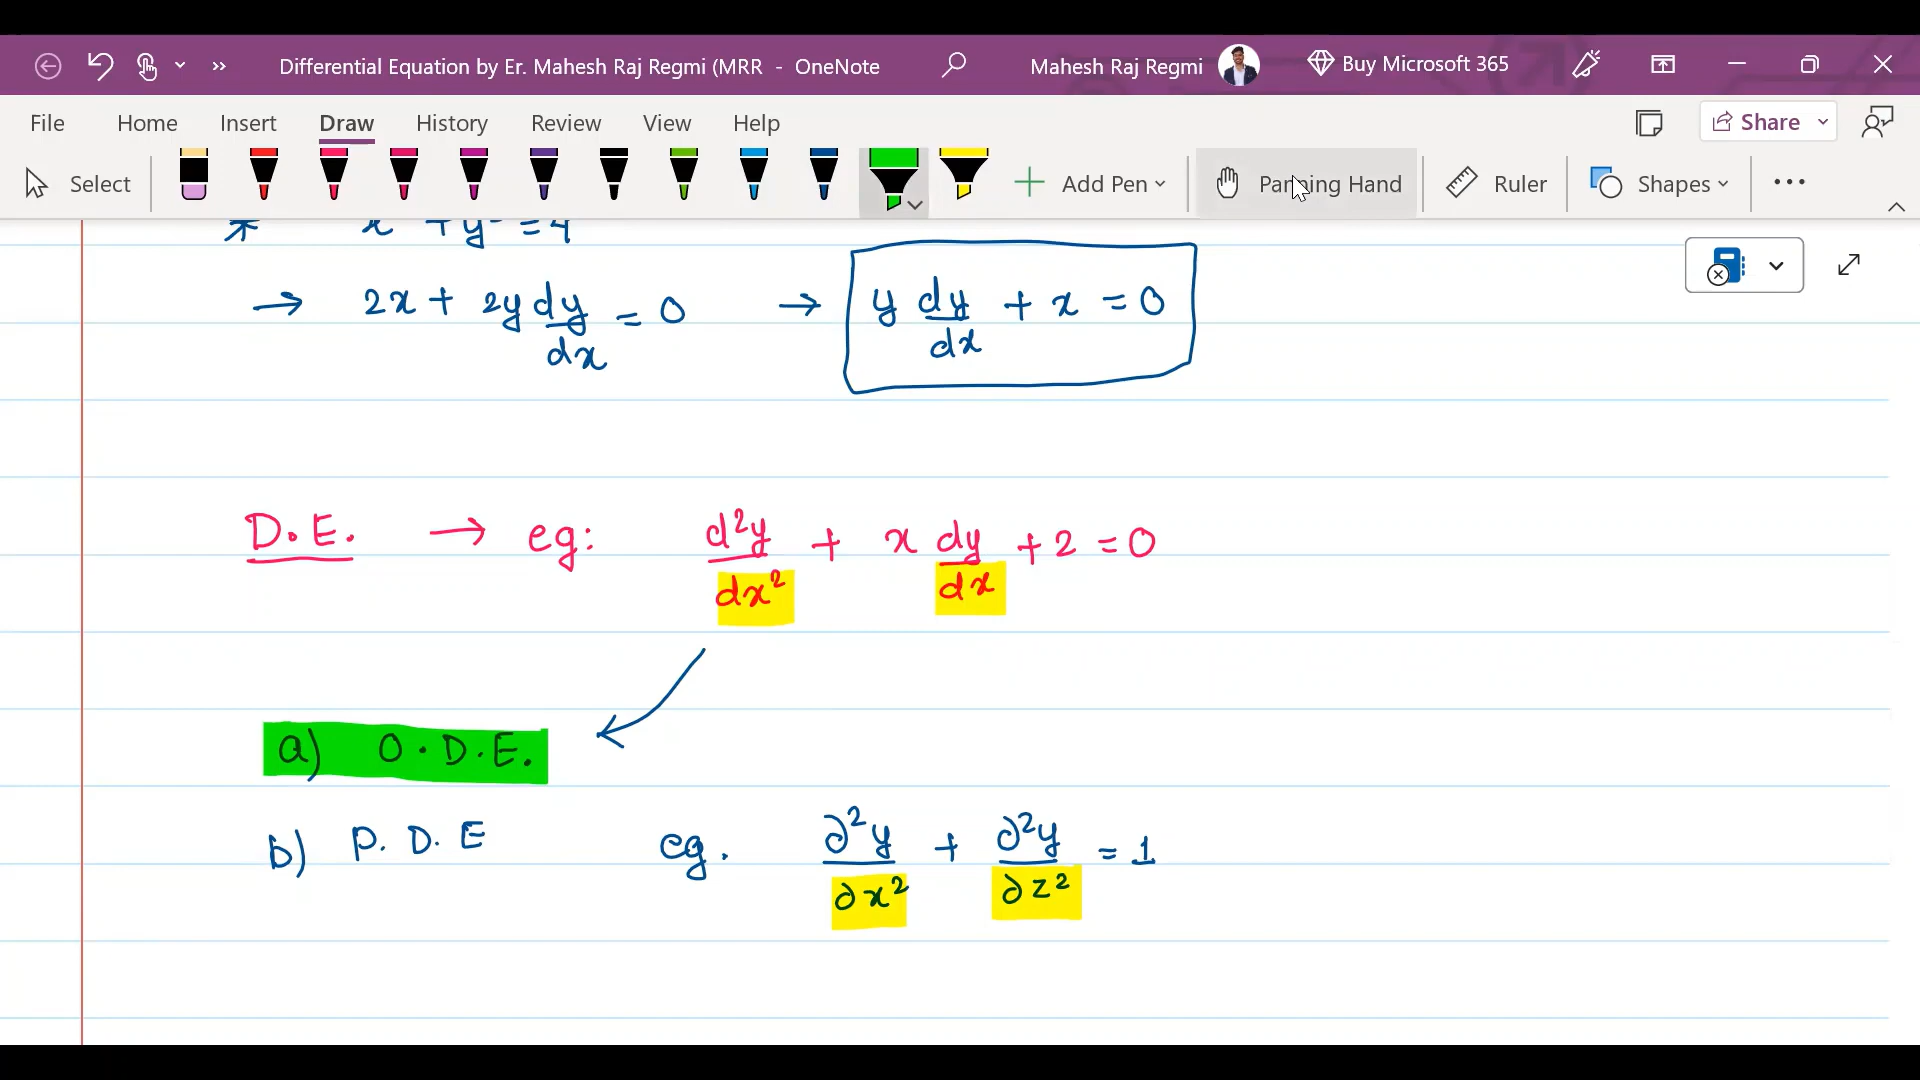 Differential Equation by Er. Mahesh Raj Regmi (MRR - OneNote Mahesh Raj Regmi Buy Microsoft 365
File Home Insert Draw History Review View Help Share
Select Add Pen Panning Hand Ruler Shapes
→ 2x + 2y dy/dx = 0 → y dy/dx + x = 0
D.E. → eg: d²y/dx² + x dy/dx + 2 = 0
a) O.D.E.
b) P.D.E eg. ∂²y/∂x² + ∂²y/∂z² = 1